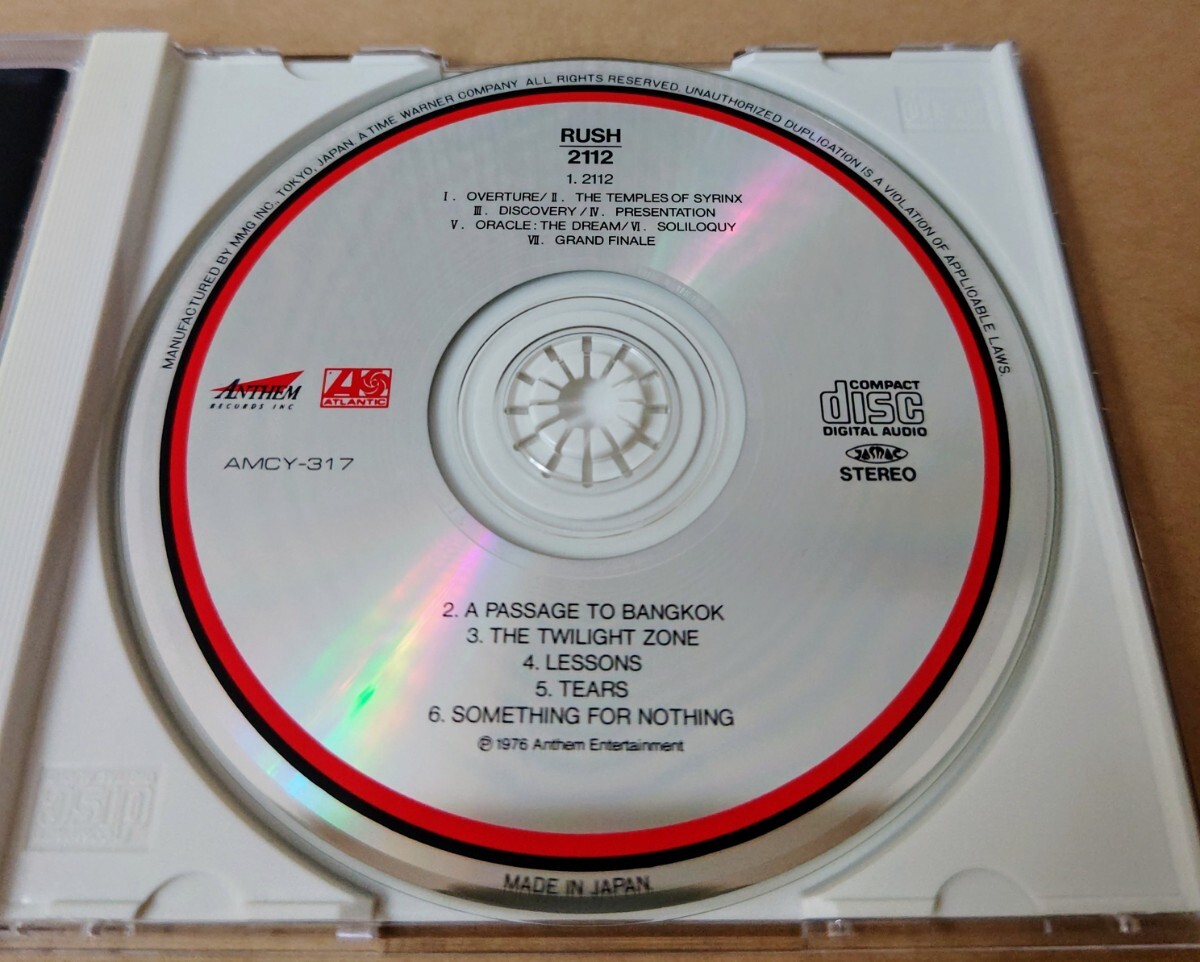 MANUFACTURED BY MMG INC., TOKYO, JAPAN. A TIME WARNER COMPANY ALL RIGHTS RESERVED. UNAUTHORIZED DUPLICATION IS A VIOLATION OF APPLICABLE LAWS.
RUSH
2112
1. 2112
Ⅰ. OVERTURE/Ⅱ. THE TEMPLES OF SYRINX
Ⅲ. DISCOVERY/Ⅳ. PRESENTATION
Ⅴ. ORACLE: THE DREAM/Ⅵ. SOLILOQUY
Ⅶ. GRAND FINALE
ANTHEM
RECORDS INC
ATLANTIC
AMCY-317
COMPACT
disc
DIGITAL AUDIO
JASRAC
STEREO
2. A PASSAGE TO BANGKOK
3. THE TWILIGHT ZONE
4. LESSONS
5. TEARS
6. SOMETHING FOR NOTHING
℗ 1976 Anthem Entertainment
MADE IN JAPAN.
disc